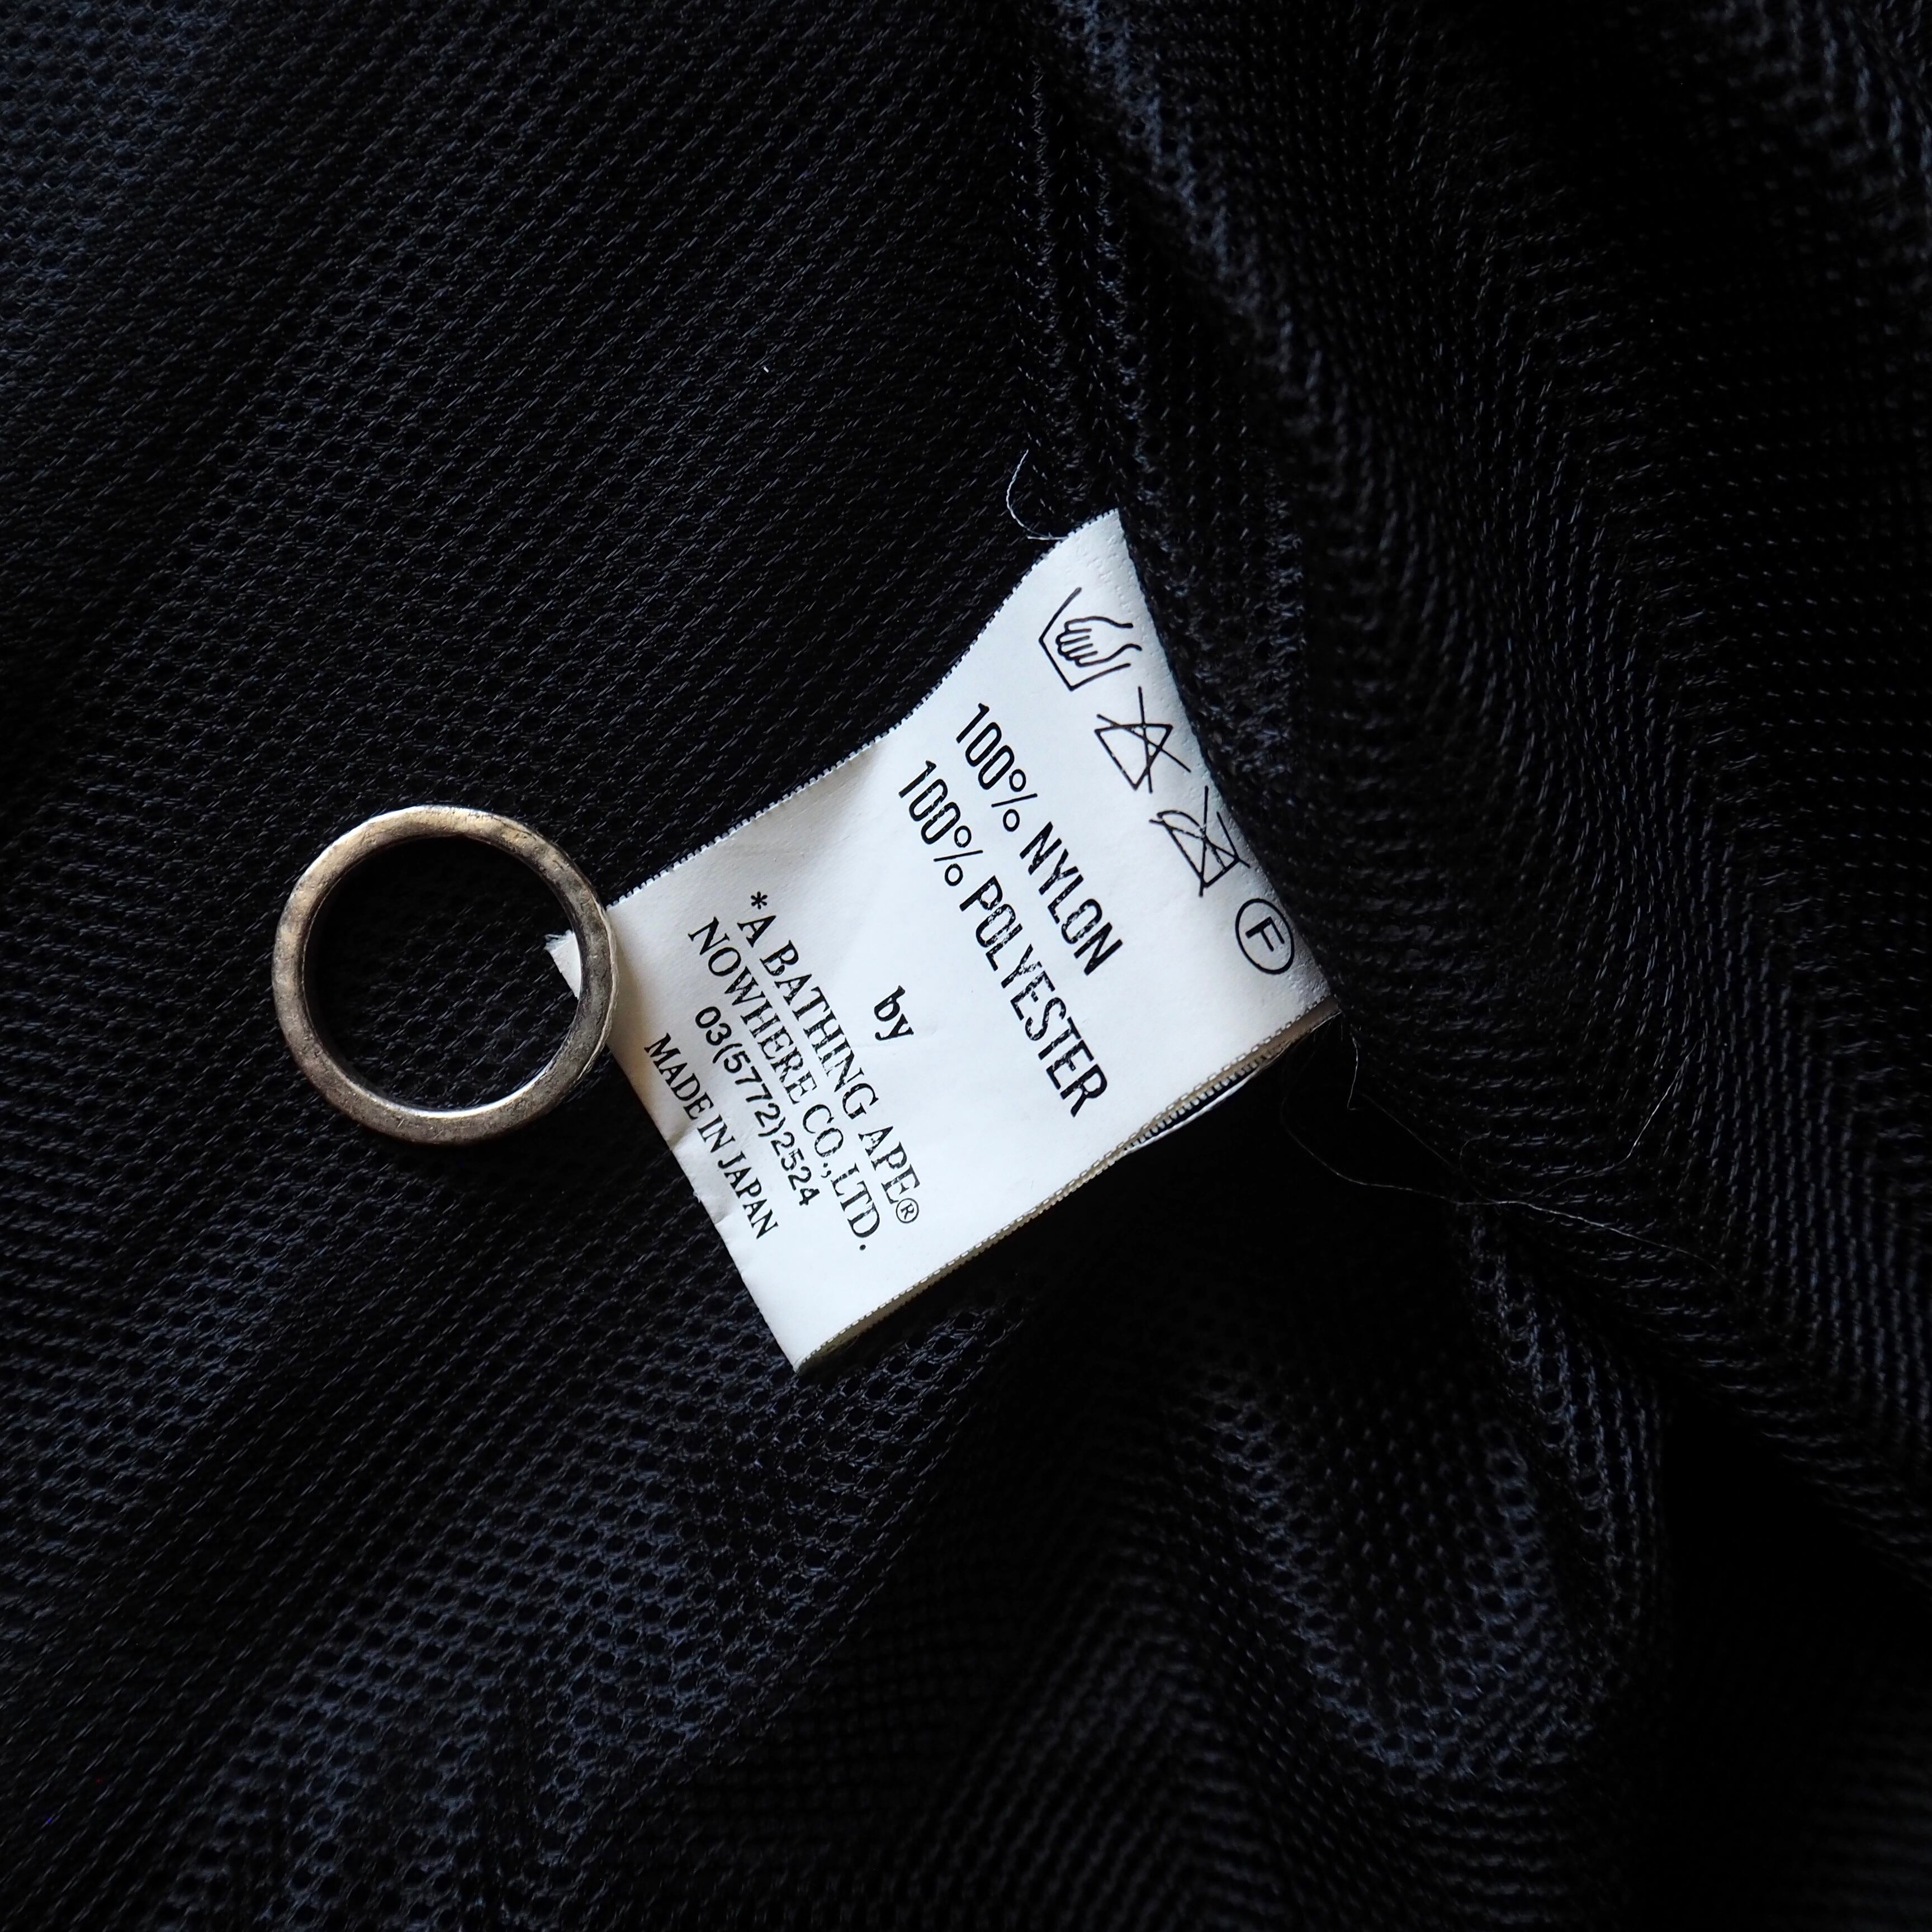 F
100% NYLON
100% POLYESTER
by
*A BATHING APE®
NOWHERE CO.,LTD.
03(5772)2524
MADE IN JAPAN